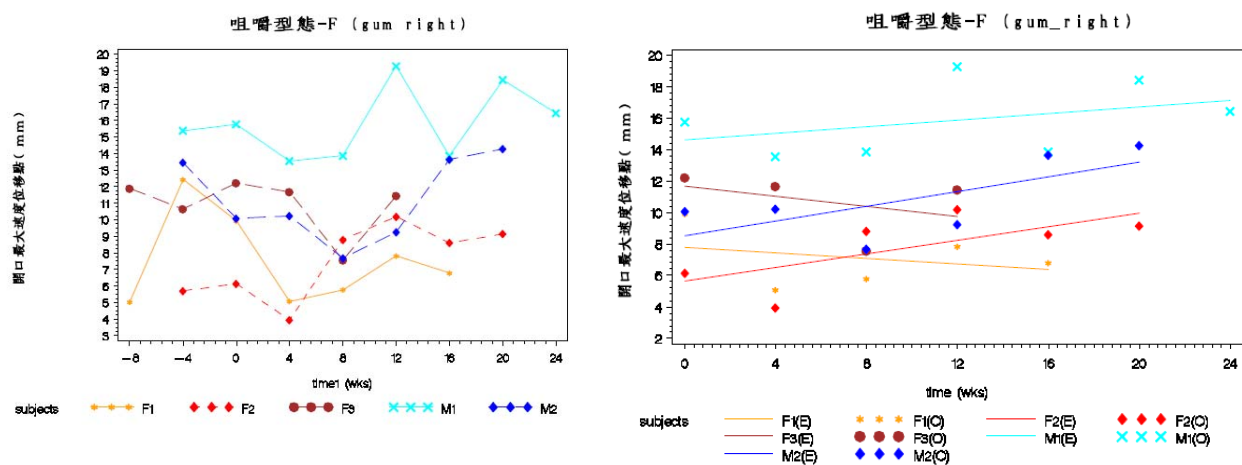 咀嚼型態-F (gum right)
開口最大速度位移點( mm)
20
19
18
17
16
15
14
13
12
11
10
9
8
7
6
5
4
3
-8 -4 0 4 8 12 16 20 24
time1 (wks)
subjects F1 F2 F3 M1 M2
咀嚼型態-F (gum_right)
開口最大速度位移點( mm)
20
18
16
14
12
10
8
6
4
2
0 4 8 12 16 20 24
time (wks)
subjects F1(E) F1(O) F2(E) F2(O)
F3(E) F3(O) M1(E) M1(O)
M2(E) M2(O)